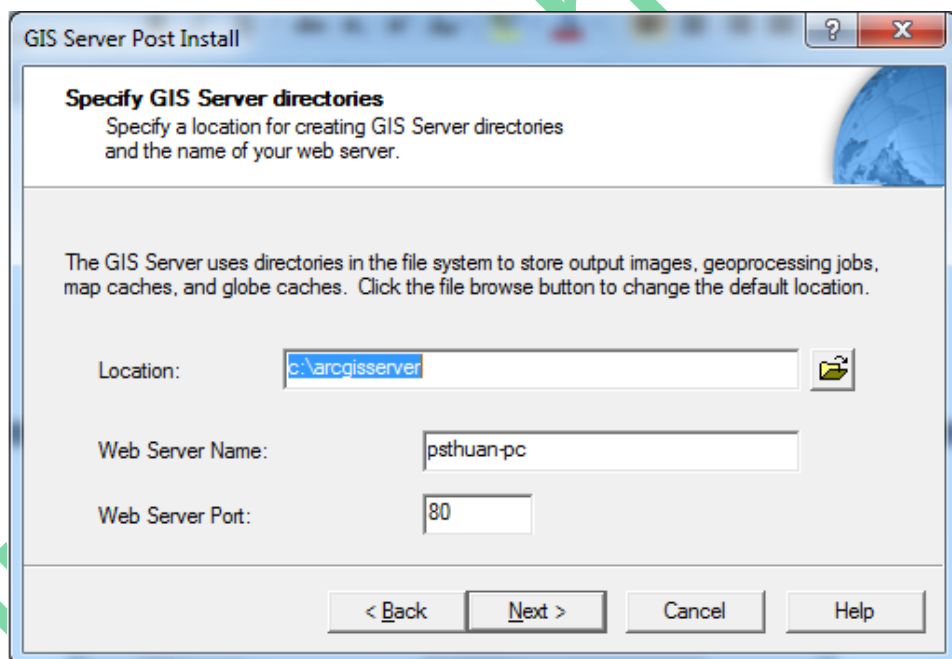 GIS Server Post Install
Specify GIS Server directories
Specify a location for creating GIS Server directories
and the name of your web server.
The GIS Server uses directories in the file system to store output images, geoprocessing jobs,
map caches, and globe caches. Click the file browse button to change the default location.
Location: c:\arcgisserver
Web Server Name: psthuan-pc
Web Server Port: 80
< Back Next > Cancel Help